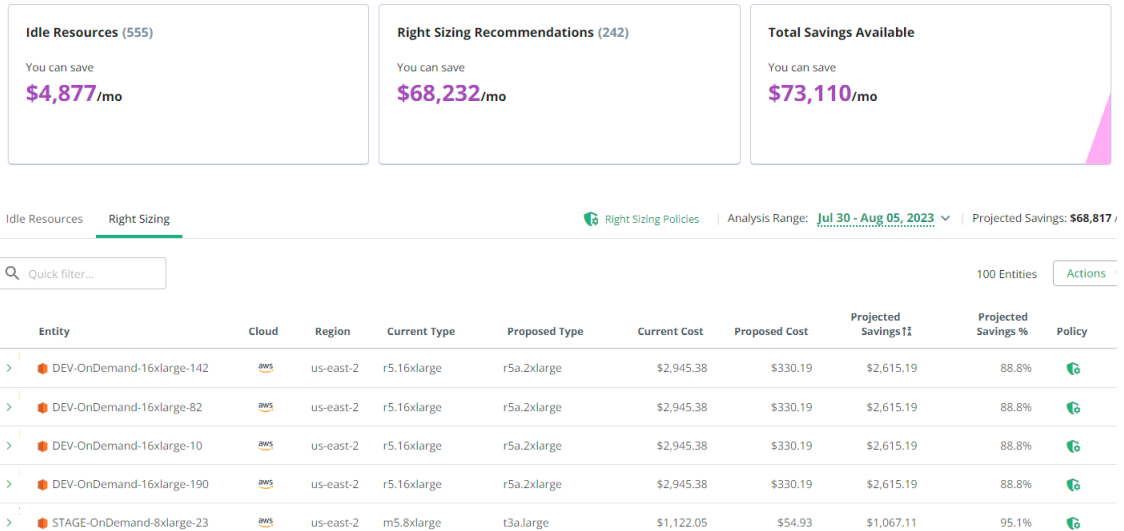 Idle Resources (555)
You can save
$4,877/mo
Right Sizing Recommendations (242)
You can save
$68,232/mo
Total Savings Available
You can save
$73,110/mo
Idle Resources Right Sizing Right Sizing Policies Analysis Range: Jul 30 - Aug 05, 2023 Projected Savings: $68,817 /
Quick filter... 100 Entities Actions
Entity Cloud Region Current Type Proposed Type Current Cost Proposed Cost Projected Savings Projected Savings % Policy
DEV-OnDemand-16xlarge-142 aws us-east-2 r5.16xlarge r5a.2xlarge $2,945.38 $330.19 $2,615.19 88.8%
DEV-OnDemand-16xlarge-82 aws us-east-2 r5.16xlarge r5a.2xlarge $2,945.38 $330.19 $2,615.19 88.8%
DEV-OnDemand-16xlarge-10 aws us-east-2 r5.16xlarge r5a.2xlarge $2,945.38 $330.19 $2,615.19 88.8%
DEV-OnDemand-16xlarge-190 aws us-east-2 r5.16xlarge r5a.2xlarge $2,945.38 $330.19 $2,615.19 88.8%
STAGE-OnDemand-8xlarge-23 aws us-east-2 m5.8xlarge t3a.large $1,122.05 $54.93 $1,067.11 95.1%